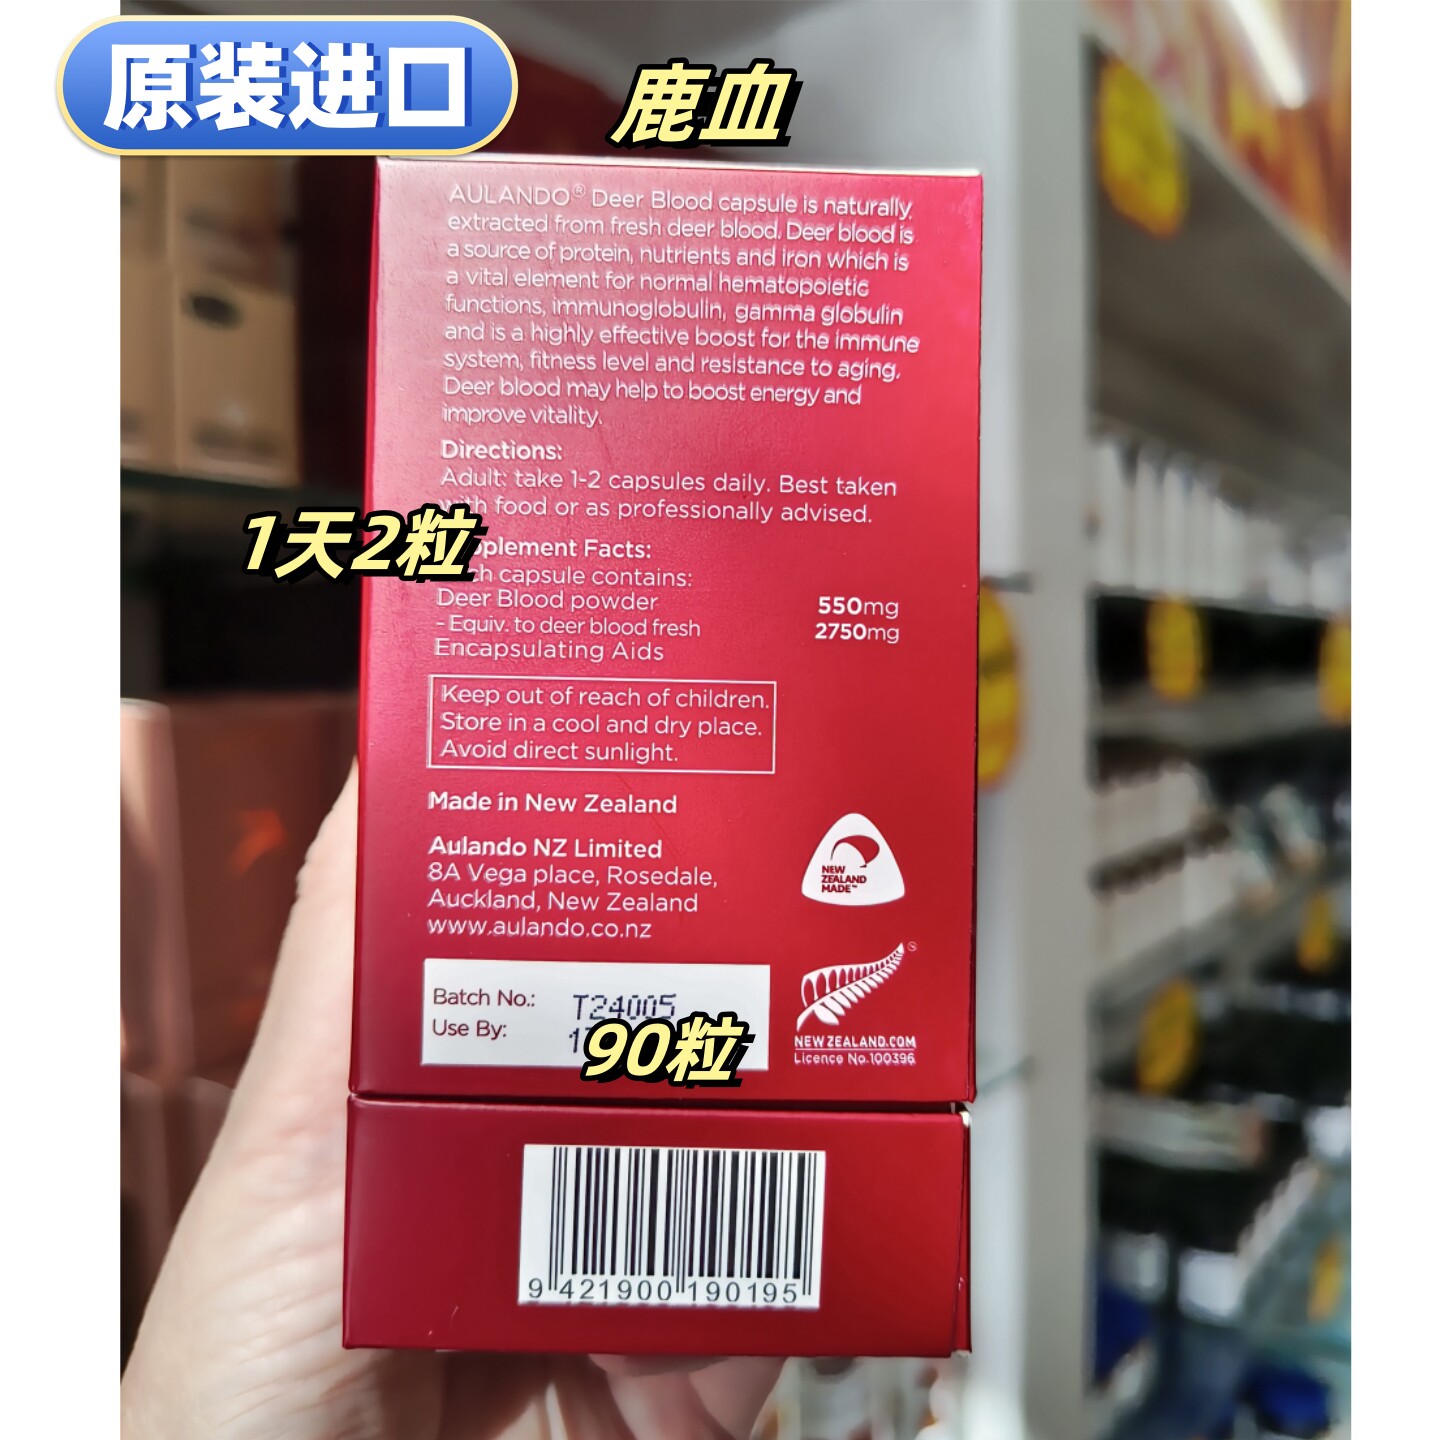 原装进口
鹿血
AULANDO® Deer Blood capsule is naturally
extracted from fresh deer blood. Deer blood is
a source of protein, nutrients and iron which is
a vital element for normal hematopoietic
functions, immunoglobulin, gamma globulin
and is a highly effective boost for the immune
system, fitness level and resistance to aging.
Deer blood may help to boost energy and
improve vitality.
Directions:
Adult: take 1-2 capsules daily. Best taken
food or as professionally advised.
1天2粒
Facts:
capsule contains:
Deer Blood powder 550mg
- Equiv. to deer blood fresh 2750mg
Encapsulating Aids
Keep out of reach of children.
Store in a cool and dry place.
Avoid direct sunlight.
Made in New Zealand
Aulando NZ Limited
8A Vega place, Rosedale,
Auckland, New Zealand
www.aulando.co.nz
NEW
ZEALAND
MADE™
Batch No.: T24005
Use By:
90粒
NEWZEALAND.COM
Licence No.100396
9 421900 190195